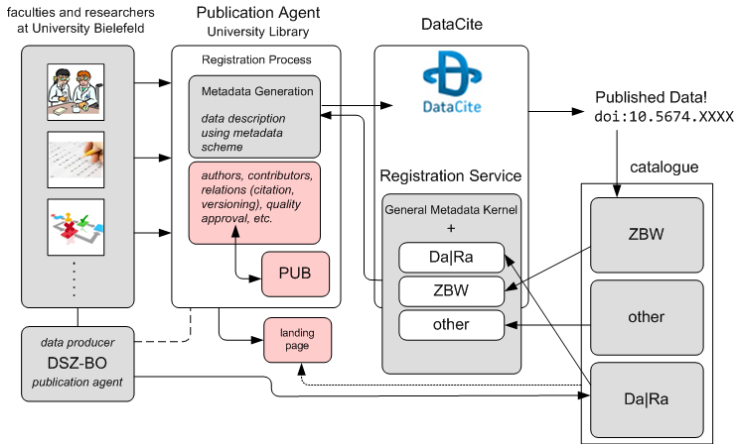 faculties and researchers
at University Bielefeld
Publication Agent
University Library
Registration Process
Metadata Generation
data description
using metadata
scheme
authors, contributors,
relations (citation,
versioning), quality
approval, etc.
PUB
landing
page
data producer
DSZ-BO
publication agent
DataCite
DataCite
Registration Service
General Metadata Kernel
+
Da|Ra
ZBW
other
Published Data!
doi:10.5674.XXXX
catalogue
ZBW
other
Da|Ra